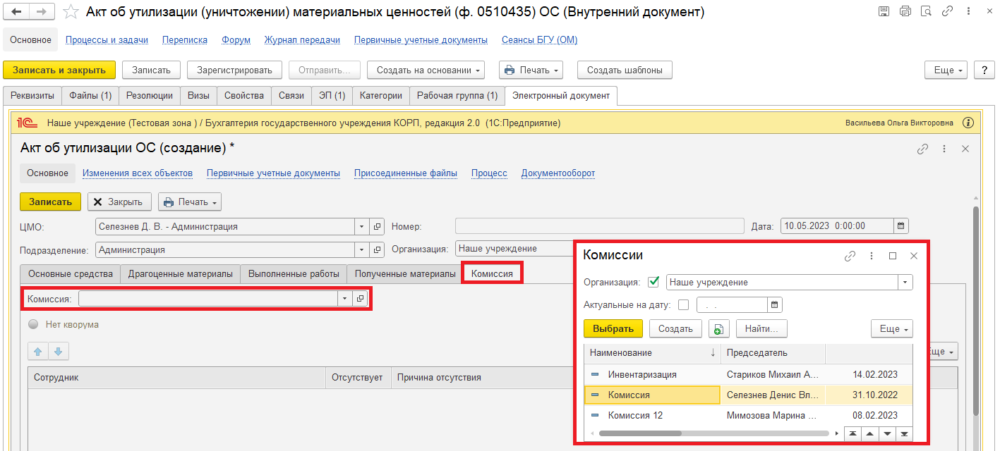 Акт об утилизации (уничтожении) материальных ценностей (ф. 0510435) ОС (Внутренний документ)
Основное Процессы и задачи Переписка Форум Журнал передачи Первичные учетные документы Сеансы БГУ (ОМ)
Записать и закрыть Записать Зарегистрировать Отправить... Создать на основании Печать Создать шаблоны Еще ?
Реквизиты Файлы (1) Резолюции Визы Свойства Связи ЭП (1) Категории Рабочая группа (1) Электронный документ
1С Наше учреждение (Тестовая зона ) / Бухгалтерия государственного учреждения КОРП, редакция 2.0 (1С:Предприятие) Васильева Ольга Викторовна
Акт об утилизации ОС (создание) *
Основное Изменения всех объектов Первичные учетные документы Присоединенные файлы Процесс Документооборот
Записать Закрыть Печать
ЦМО: Селезнев Д. В. - Администрация Номер: Дата: 10.05.2023 0:00:00
Подразделение: Администрация Организация: Наше учреждение
Основные средства Драгоценные материалы Выполненные работы Полученные материалы Комиссия
Комиссия:
Нет кворума
Еще
Сотрудник Отсутствует Причина отсутствия
Комиссии
Организация: Наше учреждение
Актуальные на дату: . .
Выбрать Создать Найти... Еще
Наименование Председатель
Инвентаризация Стариков Михаил А... 14.02.2023
Комиссия Селезнев Денис Вл... 31.10.2022
Комиссия 12 Мимозова Марина ... 08.02.2023